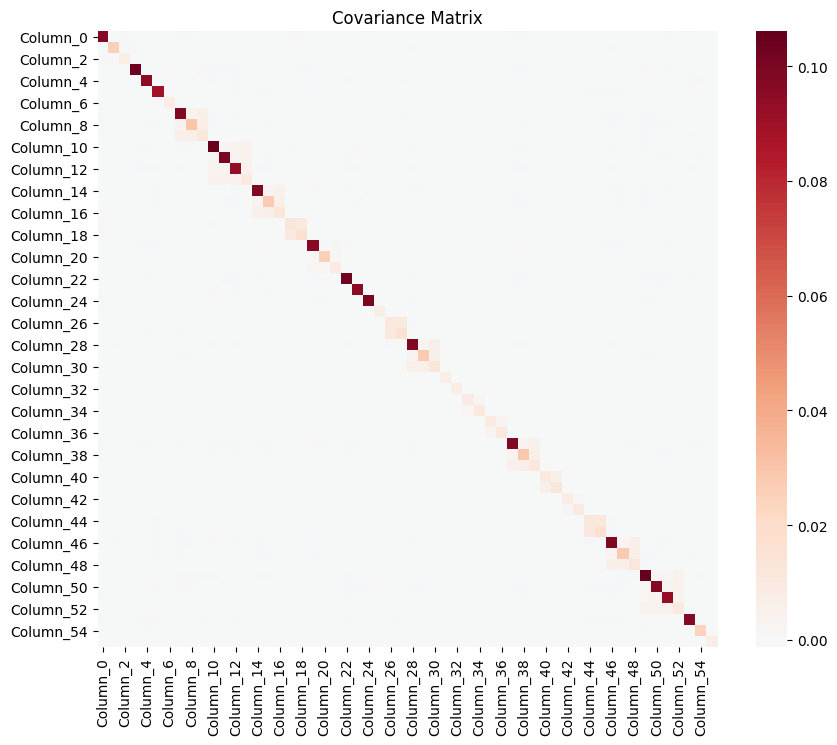 Covariance Matrix
Column_0
Column_2
Column_4
Column_6
Column_8
Column_10
Column_12
Column_14
Column_16
Column_18
Column_20
Column_22
Column_24
Column_26
Column_28
Column_30
Column_32
Column_34
Column_36
Column_38
Column_40
Column_42
Column_44
Column_46
Column_48
Column_50
Column_52
Column_54
Column_0
Column_2
Column_4
Column_6
Column_8
Column_10
Column_12
Column_14
Column_16
Column_18
Column_20
Column_22
Column_24
Column_26
Column_28
Column_30
Column_32
Column_34
Column_36
Column_38
Column_40
Column_42
Column_44
Column_46
Column_48
Column_50
Column_52
Column_54
0.10
0.08
0.06
0.04
0.02
0.00